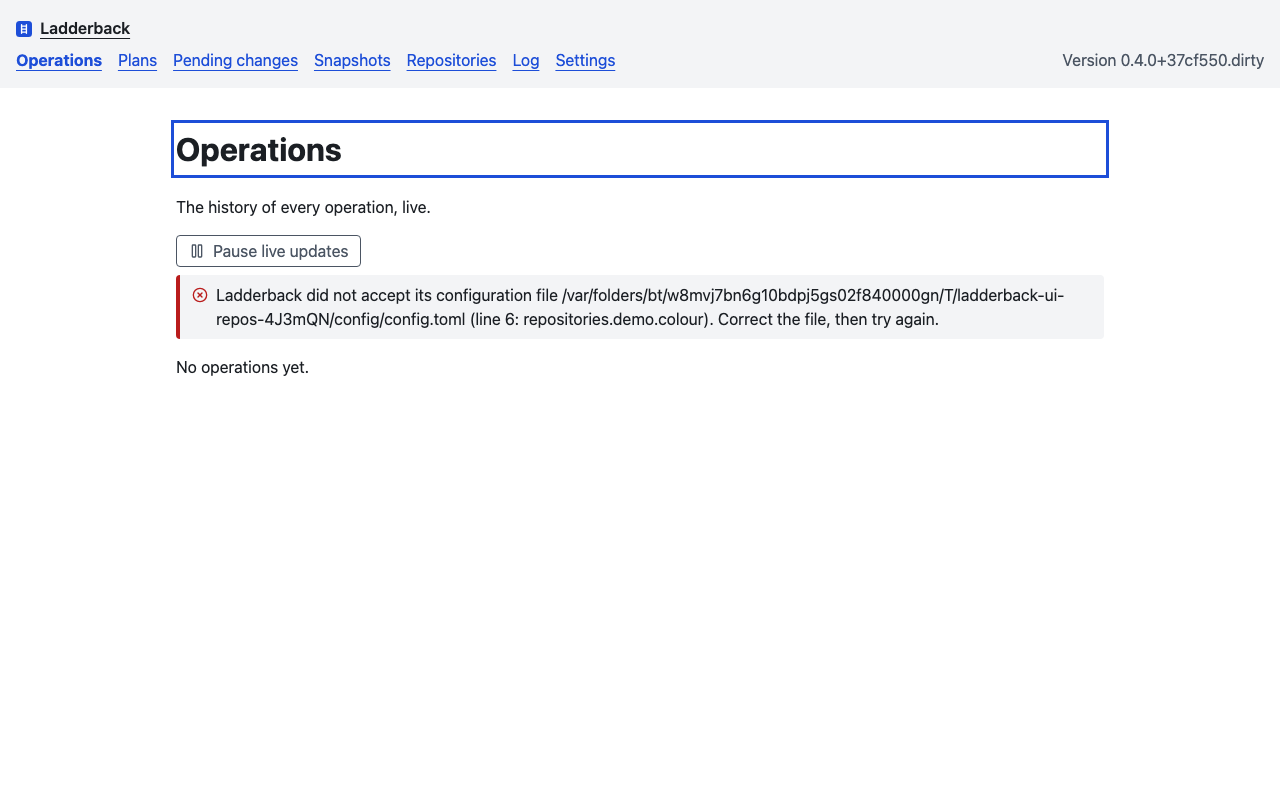 Ladderback
Operations Plans Pending changes Snapshots Repositories Log Settings Version 0.4.0+37cf550.dirty
Operations
The history of every operation, live.
Pause live updates
Ladderback did not accept its configuration file /var/folders/bt/w8mvj7bn6g10bdpj5gs02f840000gn/T/ladderback-ui-
repos-4J3mQN/config/config.toml (line 6: repositories.demo.colour). Correct the file, then try again.
No operations yet.